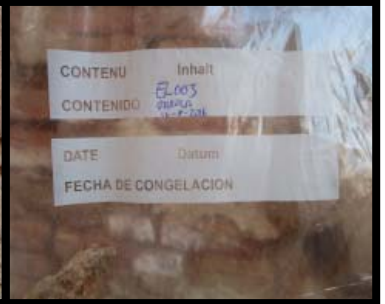 CONTENU Inhalt
CONTENIDO EL003
DATE Datum
FECHA DE CONGELACION